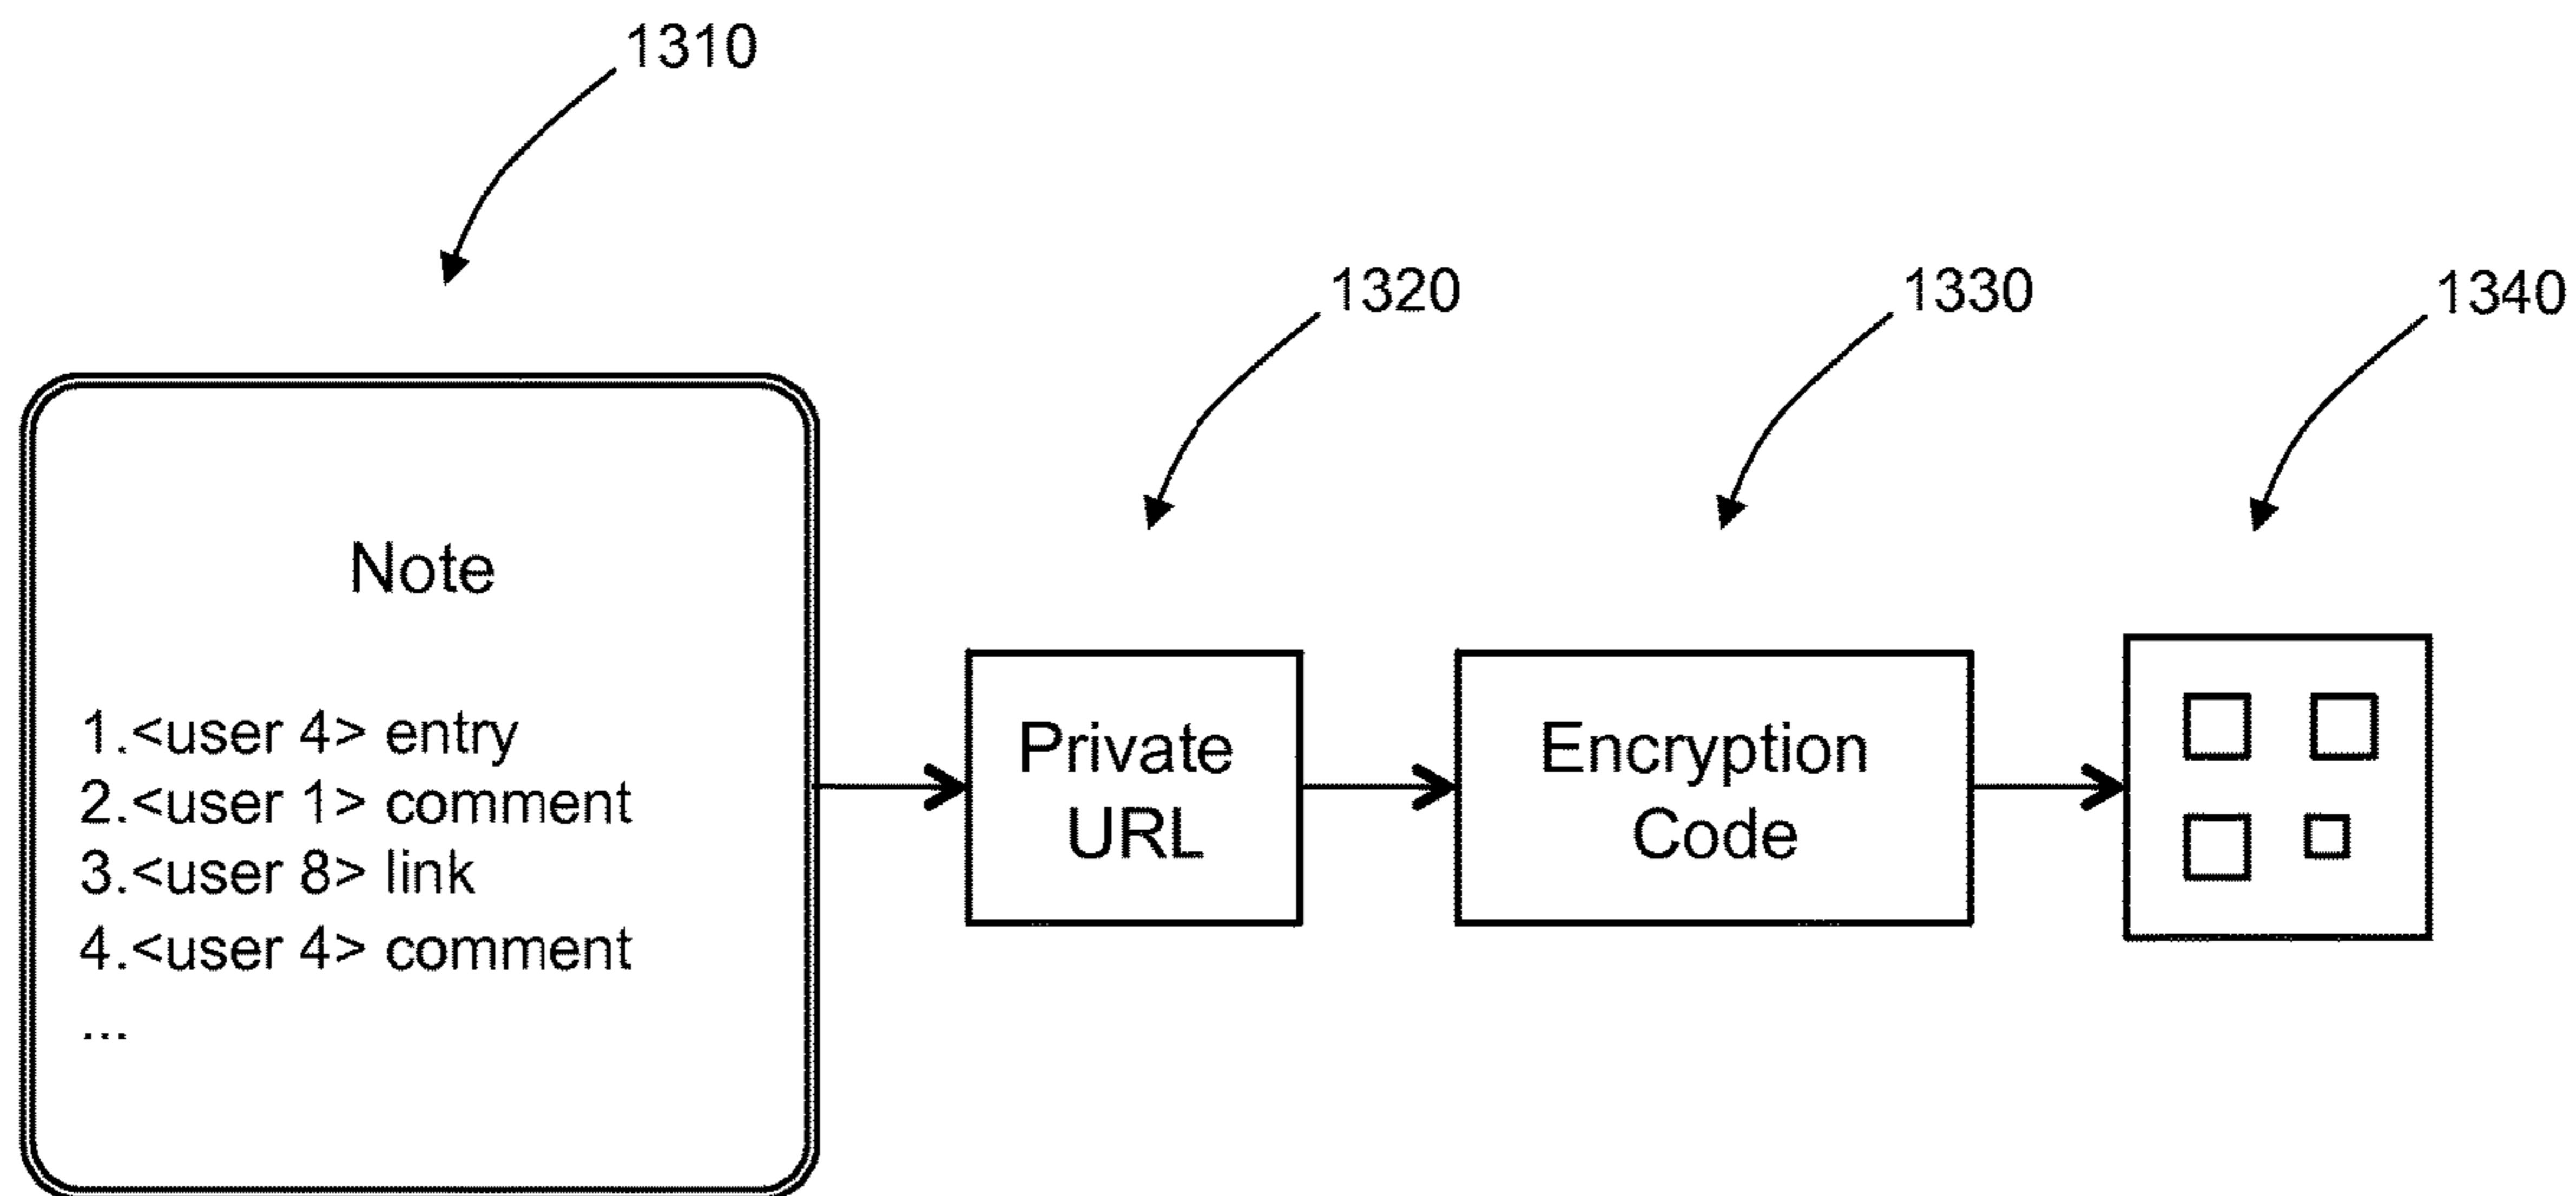 1310
1320
1330
1340
Note
1.<user 4> entry
2.<user 1> comment
3.<user 8> link
4.<user 4> comment
...
Private
URL
Encryption
Code